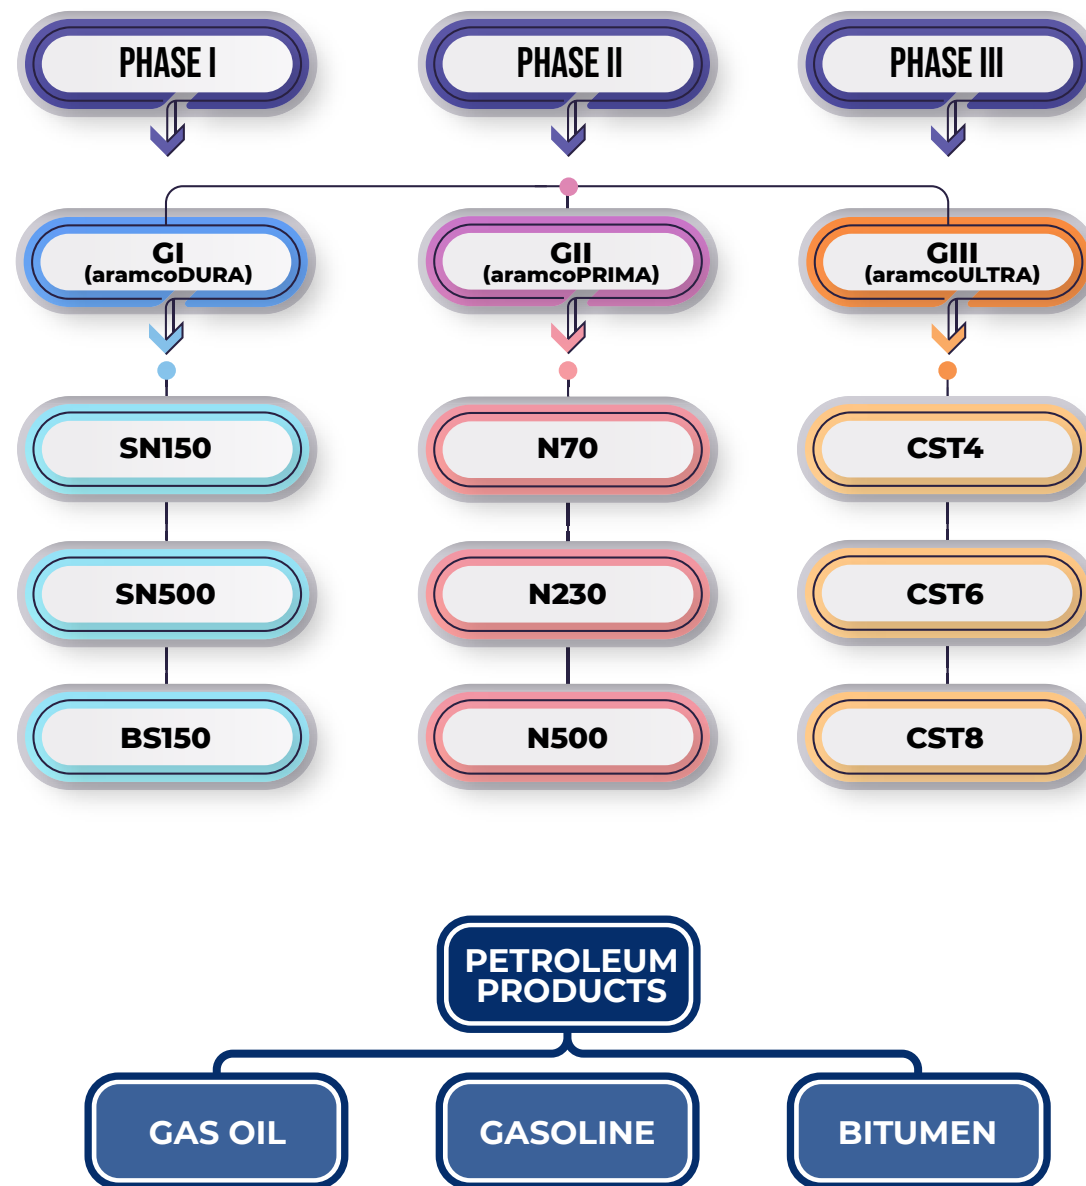 PHASE I
PHASE II
PHASE III
GI
(aramcoDURA)
GII
(aramcoPRIMA)
GIII
(aramcoULTRA)
SN150
N70
CST4
SN500
N230
CST6
BS150
N500
CST8
PETROLEUM
PRODUCTS
GAS OIL
GASOLINE
BITUMEN